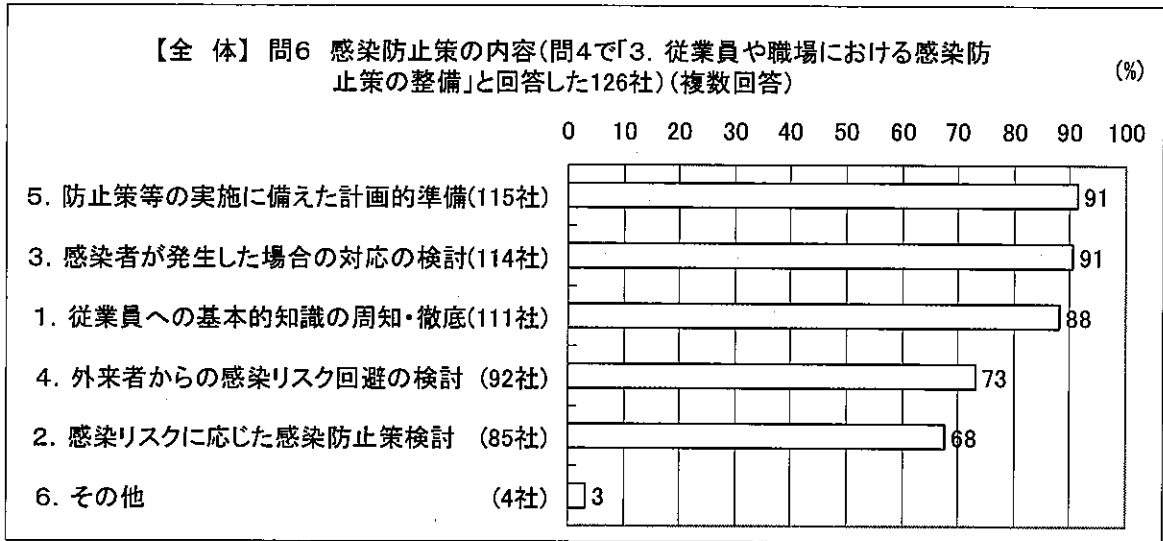 【全 体】 問6 感染防止策の内容(問4で「3．従業員や職場における感染防
止策の整備」と回答した126社)(複数回答)
(%)
0 10 20 30 40 50 60 70 80 90 100
5．防止策等の実施に備えた計画的準備(115社) 91
3．感染者が発生した場合の対応の検討(114社) 91
1．従業員への基本的知識の周知・徹底(111社) 88
4．外来者からの感染リスク回避の検討 (92社) 73
2．感染リスクに応じた感染防止策検討 (85社) 68
6．その他 (4社) 3